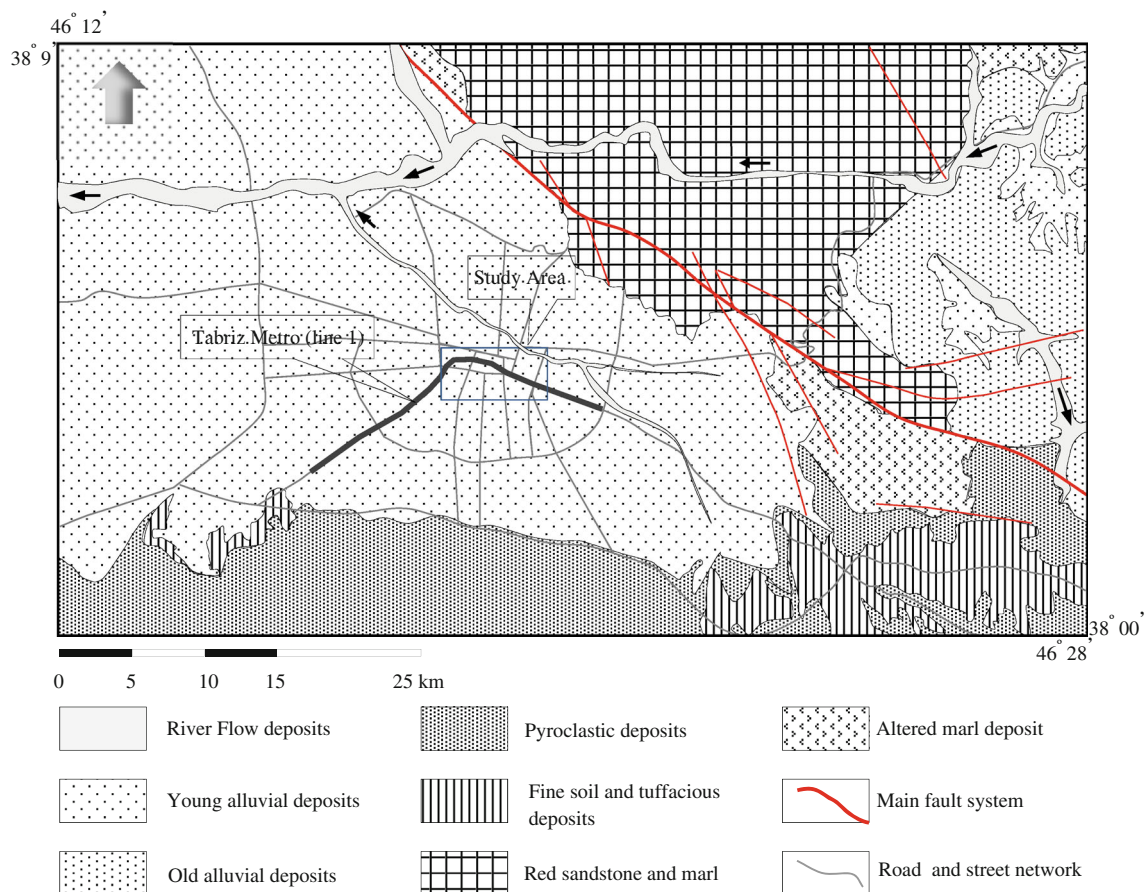 46° 12'
38° 9'
Study Area
Tabriz Metro (line 1)
38° 00'
46° 28'
0 5 10 15 25 km
River Flow deposits
Pyroclastic deposits
Altered marl deposit
Young alluvial deposits
Fine soil and tuffacious
deposits
Main fault system
Old alluvial deposits
Red sandstone and marl
Road and street network